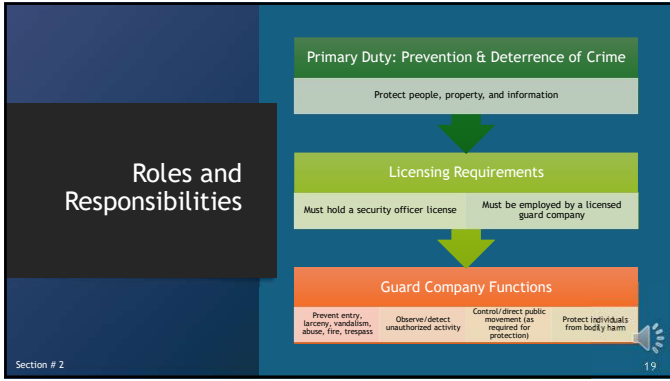 Roles and
Responsibilities
Primary Duty: Prevention & Deterrence of Crime
Protect people, property, and information
Licensing Requirements
Must hold a security officer license
Must be employed by a licensed
guard company
Guard Company Functions
Prevent entry,
larceny, vandalism,
abuse, fire, trespass
Observe/detect
unauthorized activity
Control/direct public
movement (as
required for
protection)
Protect individuals
from bodily harm
Section # 2
19